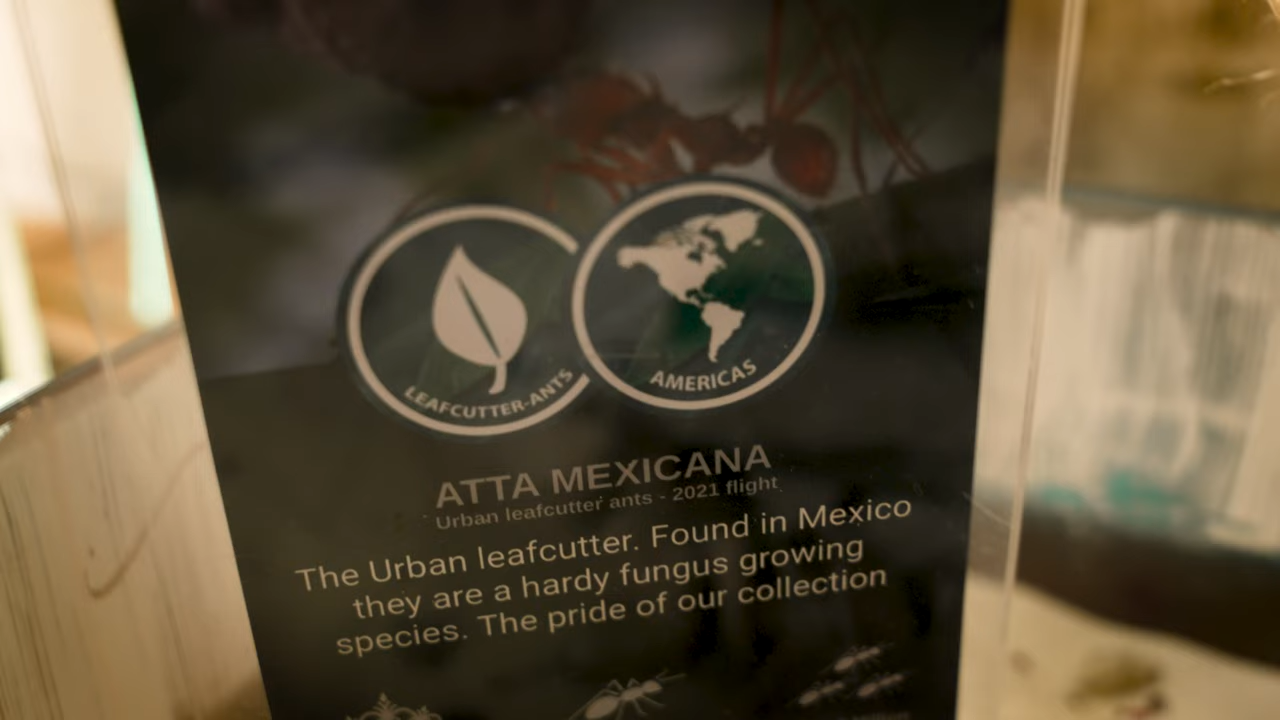 LEAFCUTTER-ANTS
AMERICAS
ATTA MEXICANA
Urban leafcutter ants - 2021 flight
The Urban leafcutter. Found in Mexico
they are a hardy fungus growing
species. The pride of our collection